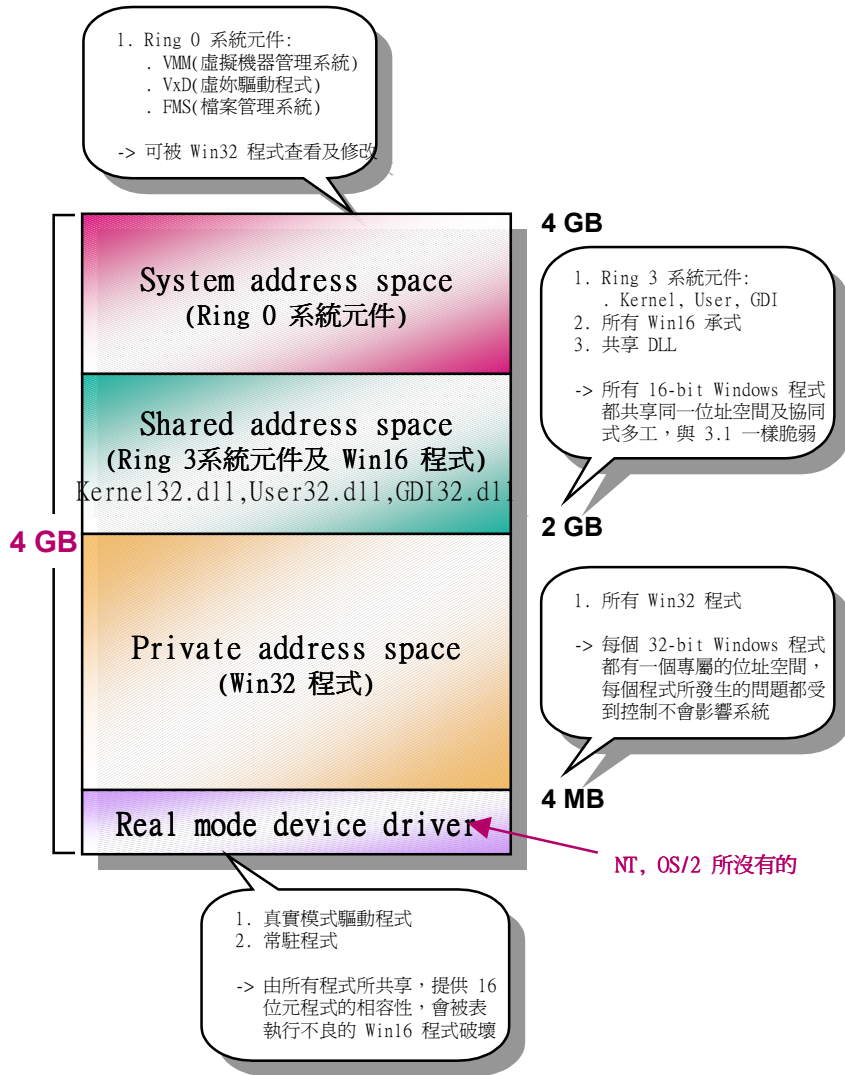 1. Ring 0 系統元件:
. VMM(虛擬機器管理系統)
. VxD(虛妳驅動程式)
. FMS(檔案管理系統)
-> 可被 Win32 程式查看及修改
4 GB
System address space
(Ring 0 系統元件)
1. Ring 3 系統元件:
. Kernel, User, GDI
2. 所有 Win16 承式
3. 共享 DLL
-> 所有 16-bit Windows 程式
都共享同一位址空間及協同
式多工，與 3.1 一樣脆弱
Shared address space
(Ring 3系統元件及 Win16 程式)
Kernel32.dll,User32.dll,GDI32.dll
2 GB
4 GB
1. 所有 Win32 程式
-> 每個 32-bit Windows 程式
都有一個專屬的位址空間，
每個程式所發生的問題都受
到控制不會影響系統
Private address space
(Win32 程式)
4 MB
Real mode device driver
NT, OS/2 所沒有的
1. 真實模式驅動程式
2. 常駐程式
-> 由所有程式所共享，提供 16
位元程式的相容性，會被表
執行不良的 Win16 程式破壞